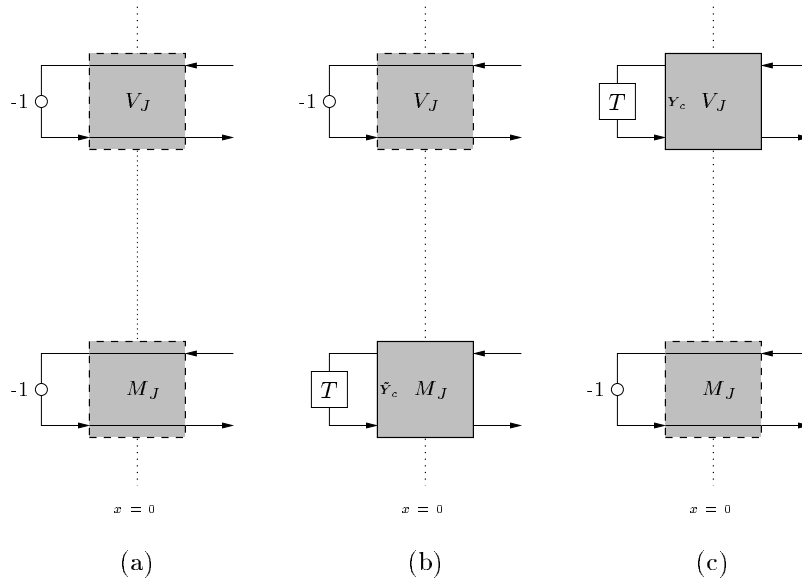 -1 V_J -1 V_J T Y_c V_J
-1 M_J T Ỹ_c M_J -1 M_J
x = 0 x = 0 x = 0
(a) (b) (c)